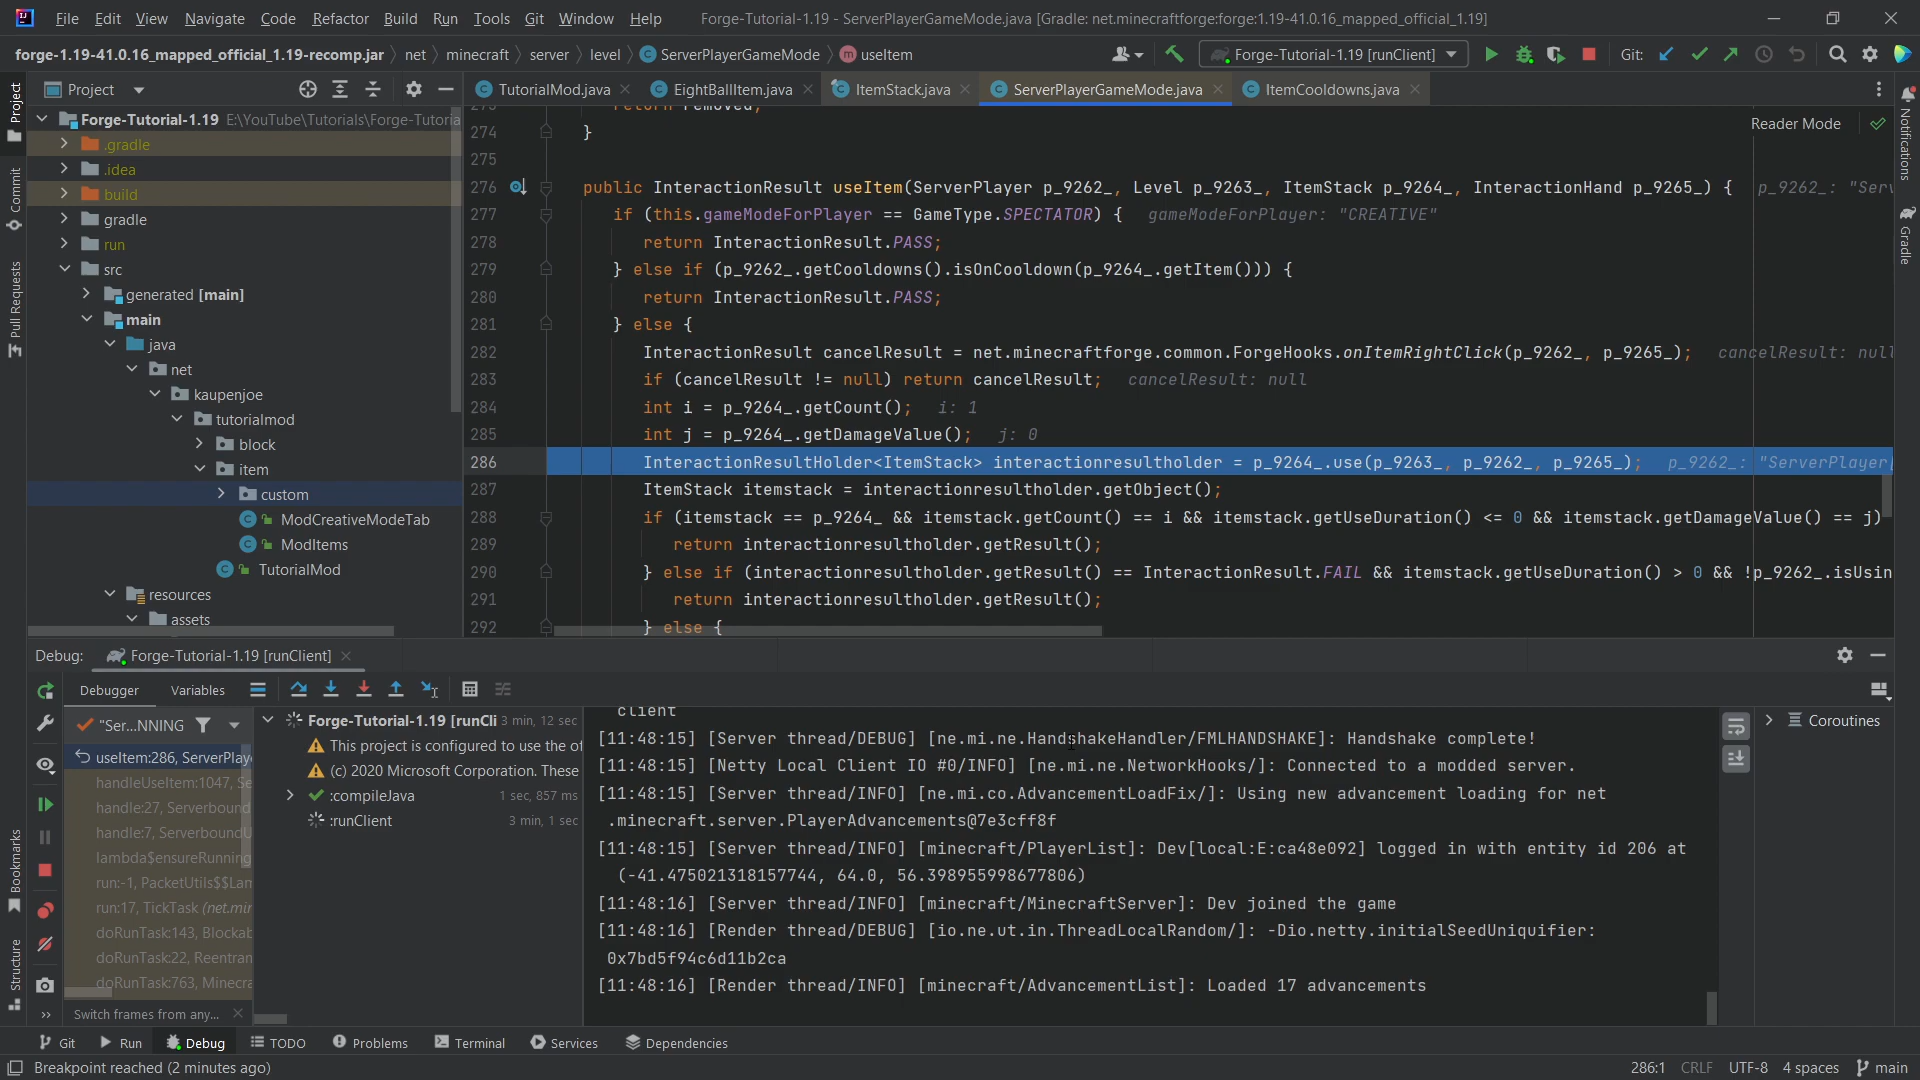 File Edit View Navigate Code Refactor Build Run Tools Git Window Help Forge-Tutorial-1.19 - ServerPlayerGameMode.java [Gradle: net.minecraftforge:forge:1.19-41.0.16_mapped_official_1.19]
forge-1.19-41.0.16_mapped_official_1.19-recomp.jar net minecraft server level ServerPlayerGameMode useItem Forge-Tutorial-1.19 [runClient] Git:
Project
TutorialMod.java EightBallItem.java ItemStack.java ServerPlayerGameMode.java ItemCooldowns.java
Forge-Tutorial-1.19 E:\YouTube\Tutorials\Forge-Tutoria
.gradle
.idea
build
gradle
run
src
generated [main]
main
java
net
kaupenjoe
tutorialmod
block
item
custom
ModCreativeModeTab
ModItems
TutorialMod
resources
assets
Reader Mode
return removed;
274 }
275
276 public InteractionResult useItem(ServerPlayer p_9262_, Level p_9263_, ItemStack p_9264_, InteractionHand p_9265_) { p_9262_: "Serv
277 if (this.gameModeForPlayer == GameType.SPECTATOR) { gameModeForPlayer: "CREATIVE"
278 return InteractionResult.PASS;
279 } else if (p_9262_.getCooldowns().isOnCooldown(p_9264_.getItem())) {
280 return InteractionResult.PASS;
281 } else {
282 InteractionResult cancelResult = net.minecraftforge.common.ForgeHooks.onItemRightClick(p_9262_, p_9265_); cancelResult: null
283 if (cancelResult != null) return cancelResult; cancelResult: null
284 int i = p_9264_.getCount(); i: 1
285 int j = p_9264_.getDamageValue(); j: 0
286 InteractionResultHolder<ItemStack> interactionresultholder = p_9264_.use(p_9263_, p_9262_, p_9265_); p_9262_: "ServerPlayer[
287 ItemStack itemstack = interactionresultholder.getObject();
288 if (itemstack == p_9264_ && itemstack.getCount() == i && itemstack.getUseDuration() <= 0 && itemstack.getDamageValue() == j)
289 return interactionresultholder.getResult();
290 } else if (interactionresultholder.getResult() == InteractionResult.FAIL && itemstack.getUseDuration() > 0 && !p_9262_.isUsin
291 return interactionresultholder.getResult();
292 } else {
Project
Commit
Pull Requests
Bookmarks
Structure
Notifications
Gradle
Debug: Forge-Tutorial-1.19 [runClient]
Debugger Variables
"Ser...NNING
useItem:286, ServerPlaye
handleUseItem:1047, Se
handle:27, Serverbound
handle:7, ServerboundU
lambda$ensureRunning
run:-1, PacketUtils$$Lam
run:17, TickTask (net.mir
doRunTask:143, Blockab
doRunTask:22, Reentran
doRunTask:763, Minecra
Switch frames from any...
Forge-Tutorial-1.19 [runCli 3 min, 12 sec
This project is configured to use the of
(c) 2020 Microsoft Corporation. These
:compileJava 1 sec, 857 ms
:runClient 3 min, 1 sec
client
[11:48:15] [Server thread/DEBUG] [ne.mi.ne.HandshakeHandler/FMLHANDSHAKE]: Handshake complete!
[11:48:15] [Netty Local Client IO #0/INFO] [ne.mi.ne.NetworkHooks/]: Connected to a modded server.
[11:48:15] [Server thread/INFO] [ne.mi.co.AdvancementLoadFix/]: Using new advancement loading for net
.minecraft.server.PlayerAdvancements@7e3cff8f
[11:48:15] [Server thread/INFO] [minecraft/PlayerList]: Dev[local:E:ca48e092] logged in with entity id 206 at
(-41.475021318157744, 64.0, 56.398955998677806)
[11:48:16] [Server thread/INFO] [minecraft/MinecraftServer]: Dev joined the game
[11:48:16] [Render thread/DEBUG] [io.ne.ut.in.ThreadLocalRandom/]: -Dio.netty.initialSeedUniquifier:
0x7bd5f94c6d11b2ca
[11:48:16] [Render thread/INFO] [minecraft/AdvancementList]: Loaded 17 advancements
Coroutines
Git Run Debug TODO Problems Terminal Services Dependencies
Breakpoint reached (2 minutes ago) 286:1 CRLF UTF-8 4 spaces main